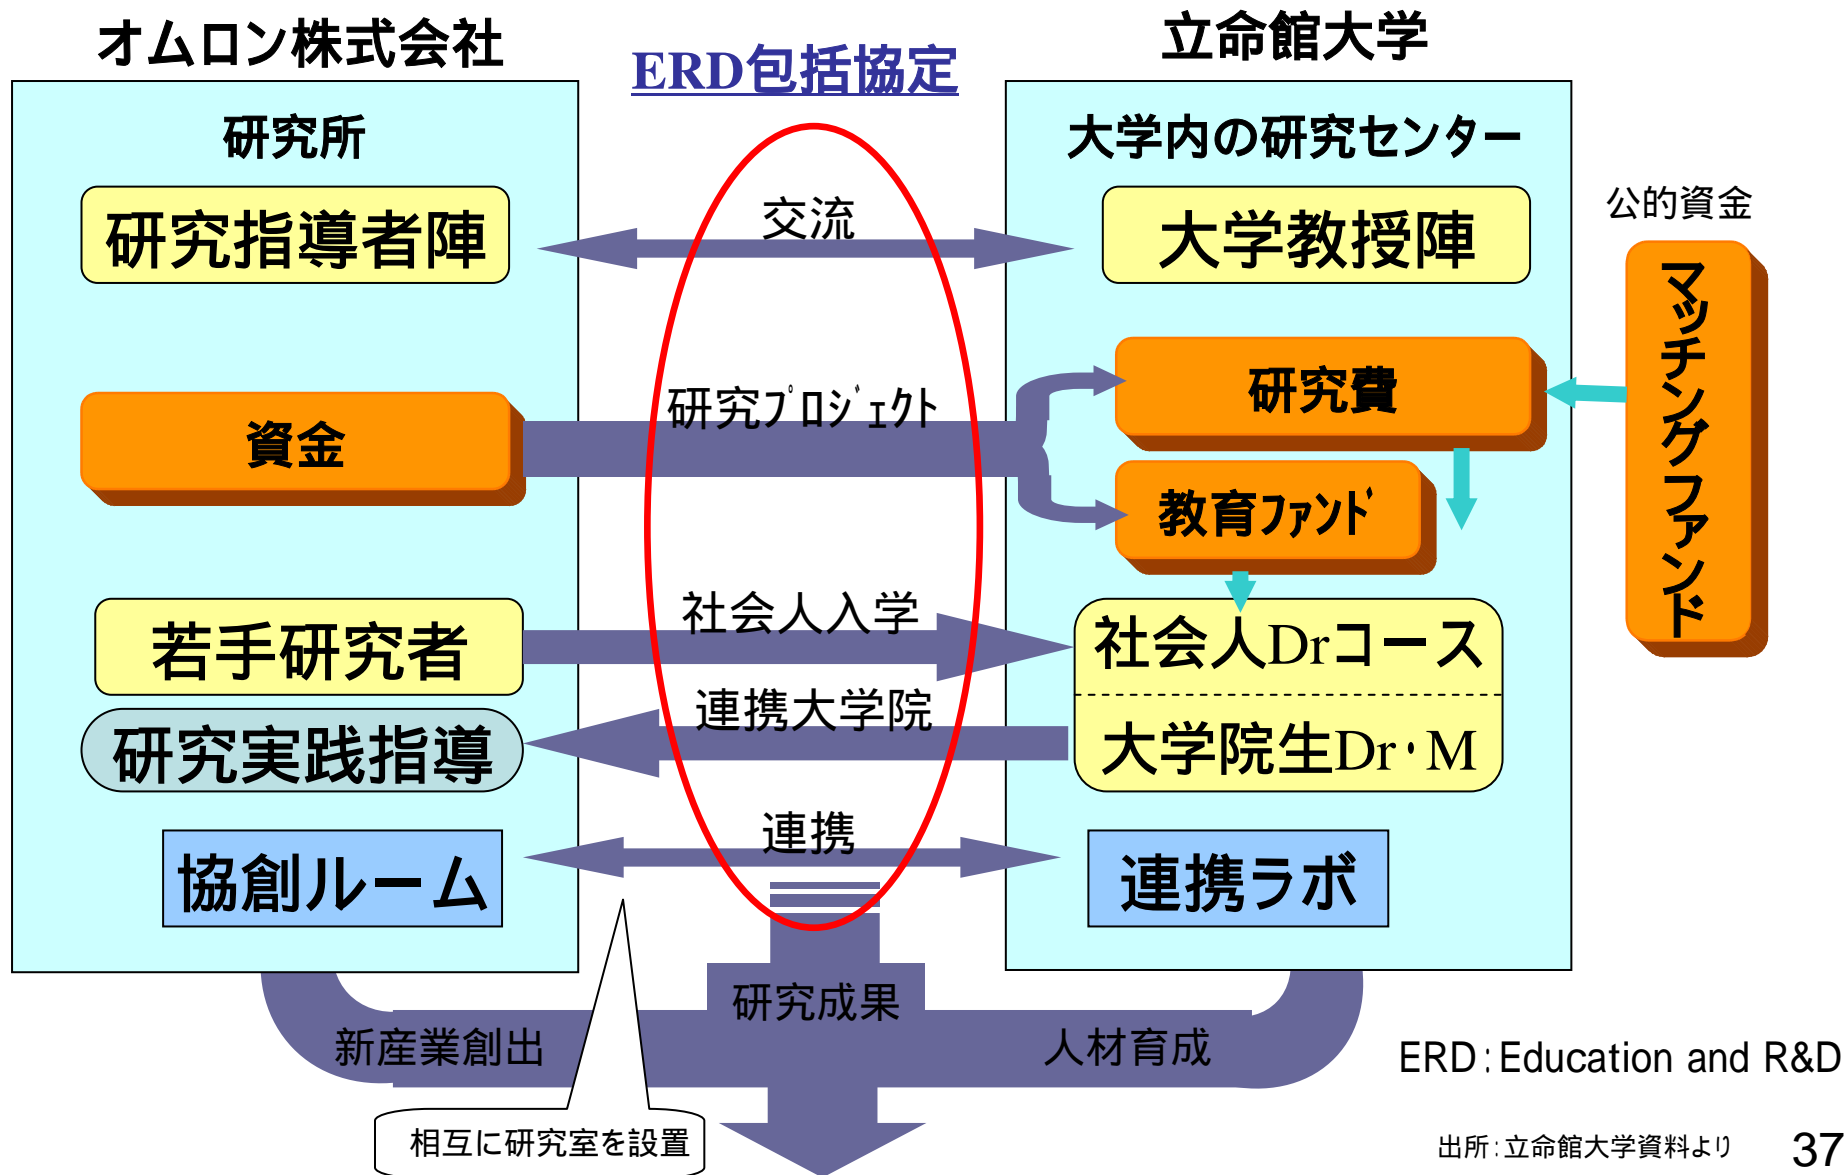 オムロン株式会社
ERD包括協定
立命館大学
研究所
大学内の研究センター
研究指導者陣
交流
大学教授陣
公的資金
マッチングファンド
資金
研究プロジェクト
研究費
教育ファンド
若手研究者
社会人入学
社会人Drコース
研究実践指導
連携大学院
大学院生Dr・M
協創ルーム
連携
連携ラボ
研究成果
新産業創出
人材育成
相互に研究室を設置
ERD：Education and R&D
出所：立命館大学資料より
37